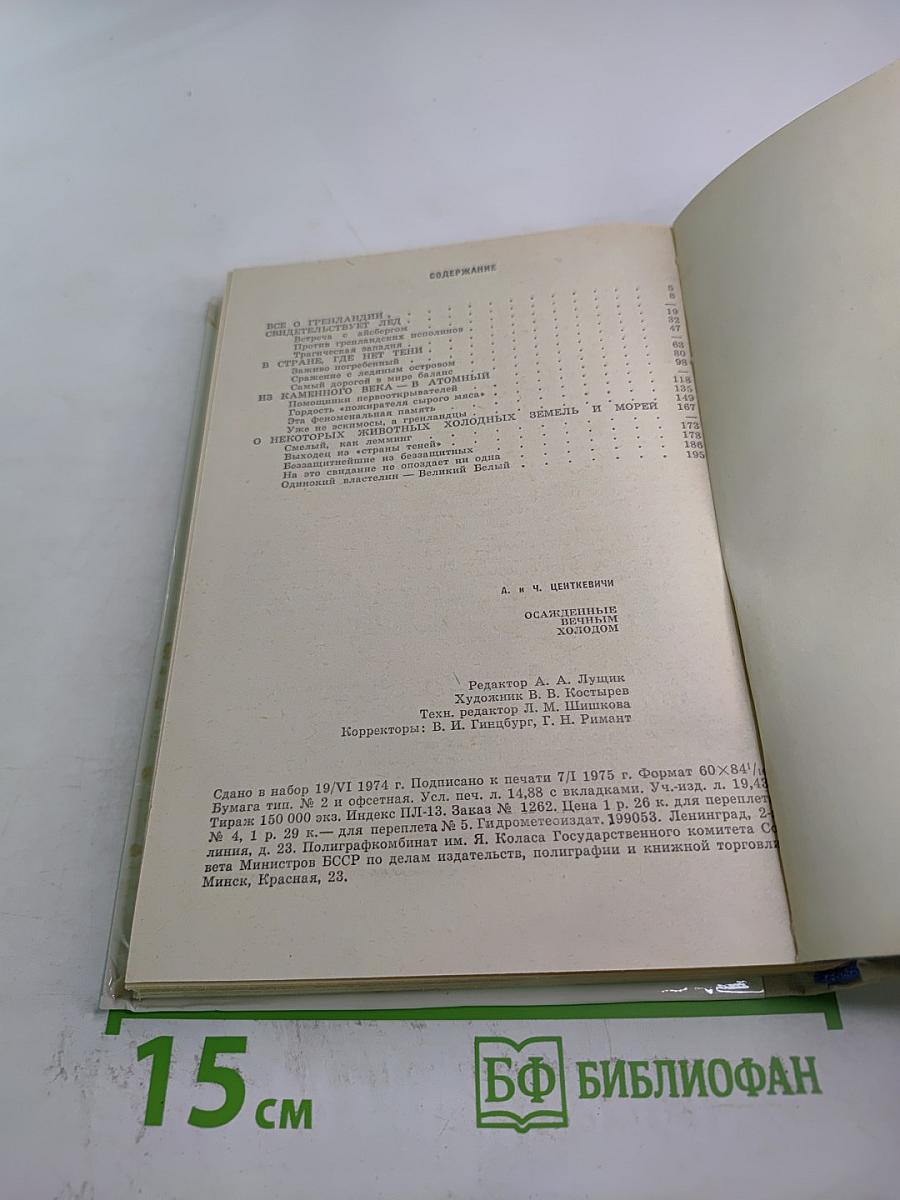 СОДЕРЖАНИЕ
ВСЕ О ГРЕНЛАНДИИ . . . 5
СВИДЕТЕЛЬСТВУЕТ ЛЕД . . . 8
Встреча с айсбергом . . . —
Против гренландских исполинов . . . 19
Трагическая западня . . . 32
В СТРАНЕ, ГДЕ НЕТ ТЕНИ . . . 47
Заживо погребенный . . . —
Сражение с ледяным островом . . . 63
Самый дорогой в мире баланс . . . 80
ИЗ КАМЕННОГО ВЕКА — В АТОМНЫЙ . . . 98
Помощники первооткрывателей . . . —
Гордость «пожирателя сырого мяса» . . . 118
Эта феноменальная память . . . 135
Уже не эскимосы, а гренландцы . . . 149
О НЕКОТОРЫХ ЖИВОТНЫХ ХОЛОДНЫХ ЗЕМЕЛЬ И МОРЕЙ 167
Смелый, как лемминг . . . —
Выходец из «страны теней» . . . 173
Беззащитнейшие из беззащитных . . . 178
На это свидание не опоздает ни одна . . . 186
Одинокий властелин — Великий Белый . . . 195
А. и Ч. ЦЕНТКЕВИЧИ
ОСАЖДЕННЫЕ
ВЕЧНЫМ
ХОЛОДОМ
Редактор А. А. Лущик
Художник В. В. Костырев
Техн. редактор Л. М. Шишкова
Корректоры: В. И. Гинцбург, Г. Н. Римант
Сдано в набор 19/VI 1974 г. Подписано к печати 7/I 1975 г. Формат 60×84¹/₁₆
Бумага тип. № 2 и офсетная. Усл. печ. л. 14,88 с вкладками. Уч.-изд. л. 19,43
Тираж 150 000 экз. Индекс ПЛ-13. Заказ № 1262. Цена 1 р. 26 к. для переплет
№ 4, 1 р. 29 к.— для переплета № 5. Гидрометеоиздат. 199053. Ленинград, 2-
линия, д. 23. Полиграфкомбинат им. Я. Коласа Государственного комитета Со
вета Министров БССР по делам издательств, полиграфии и книжной торговли
Минск, Красная, 23.
15 см
БФ БИБЛИОФАН